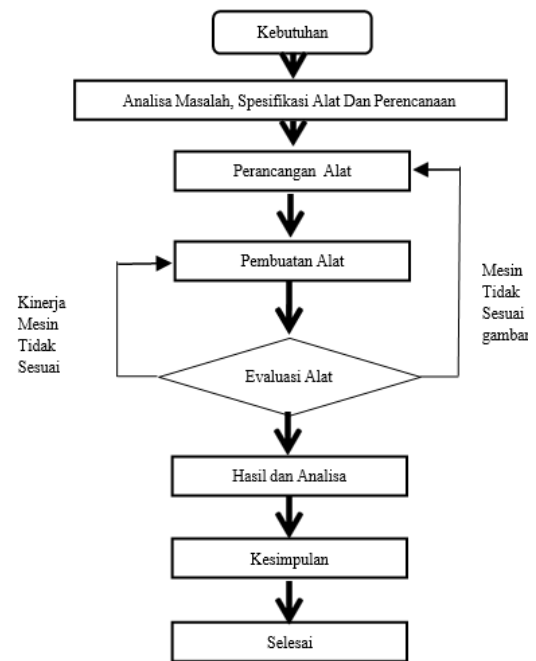 Kebutuhan
Analisa Masalah, Spesifikasi Alat Dan Perencanaan
Perancangan Alat
Pembuatan Alat
Mesin
Tidak
Sesuai
gambar
Kinerja
Mesin
Tidak
Sesuai
Evaluasi Alat
Hasil dan Analisa
Kesimpulan
Selesai